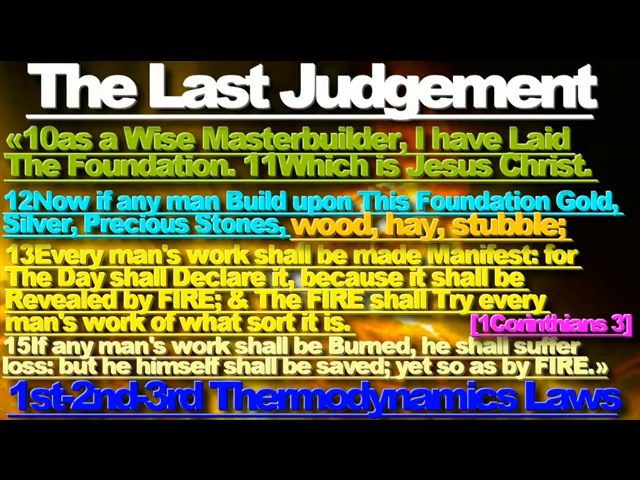 The Last Judgement
«10as a Wise Masterbuilder, I have Laid
The Foundation. 11Which is Jesus Christ.
12Now if any man Build upon This Foundation Gold,
Silver, Precious Stones, wood, hay, stubble;
13Every man's work shall be made Manifest: for
The Day shall Declare it, because it shall be
Revealed by FIRE; & The FIRE shall Try every
man's work of what sort it is. [1Corinthians 3]
15If any man's work shall be Burned, he shall suffer
loss: but he himself shall be saved; yet so as by FIRE.»
1st-2nd-3rd Thermodynamics Laws